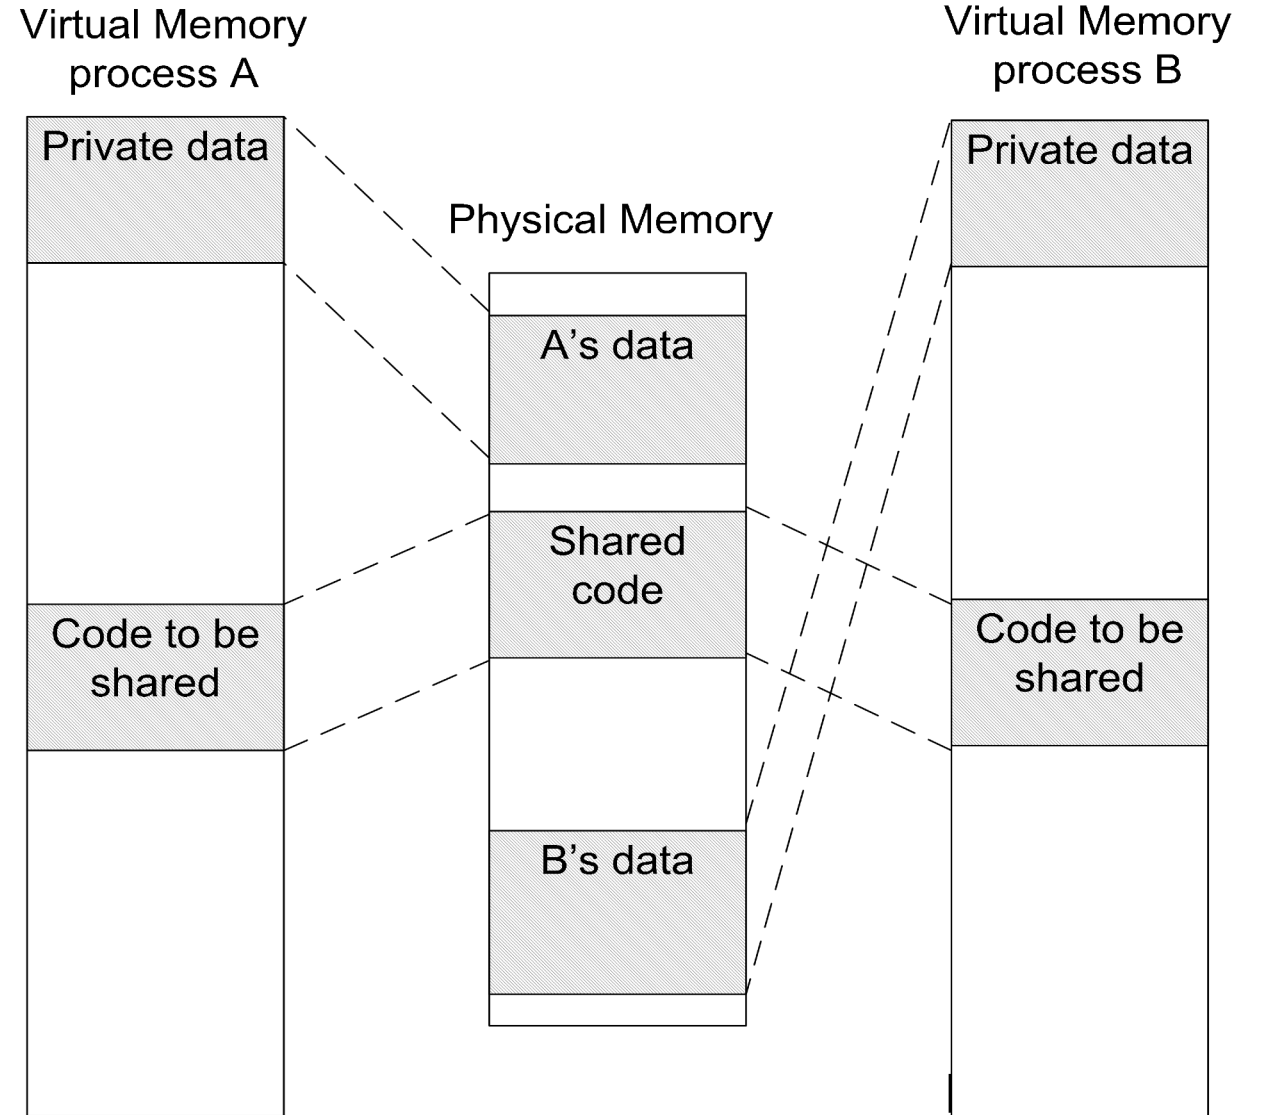 Virtual Memory
process A
Private data
Code to be
shared
Physical Memory
A's data
Shared
code
B's data
Virtual Memory
process B
Private data
Code to be
shared